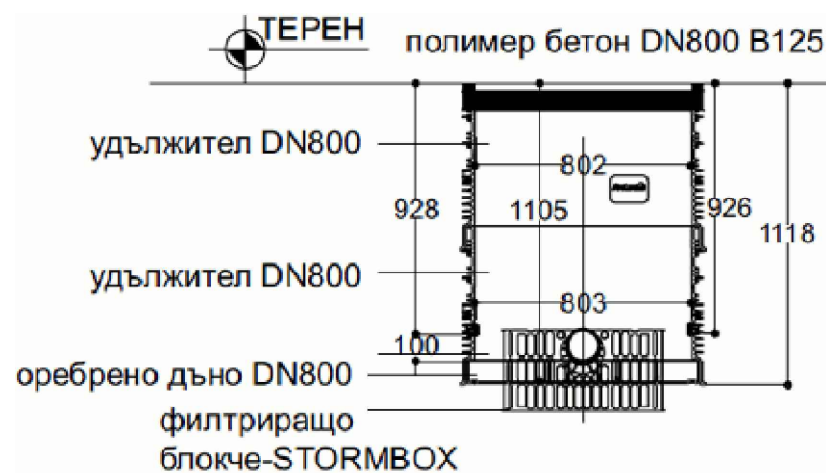 ТЕРЕН
полимер бетон DN800 B125
удължител DN800
802
928
1105
926
1118
удължител DN800
803
100
оребрено дъно DN800
филтриращо
блокче-STORMBOX